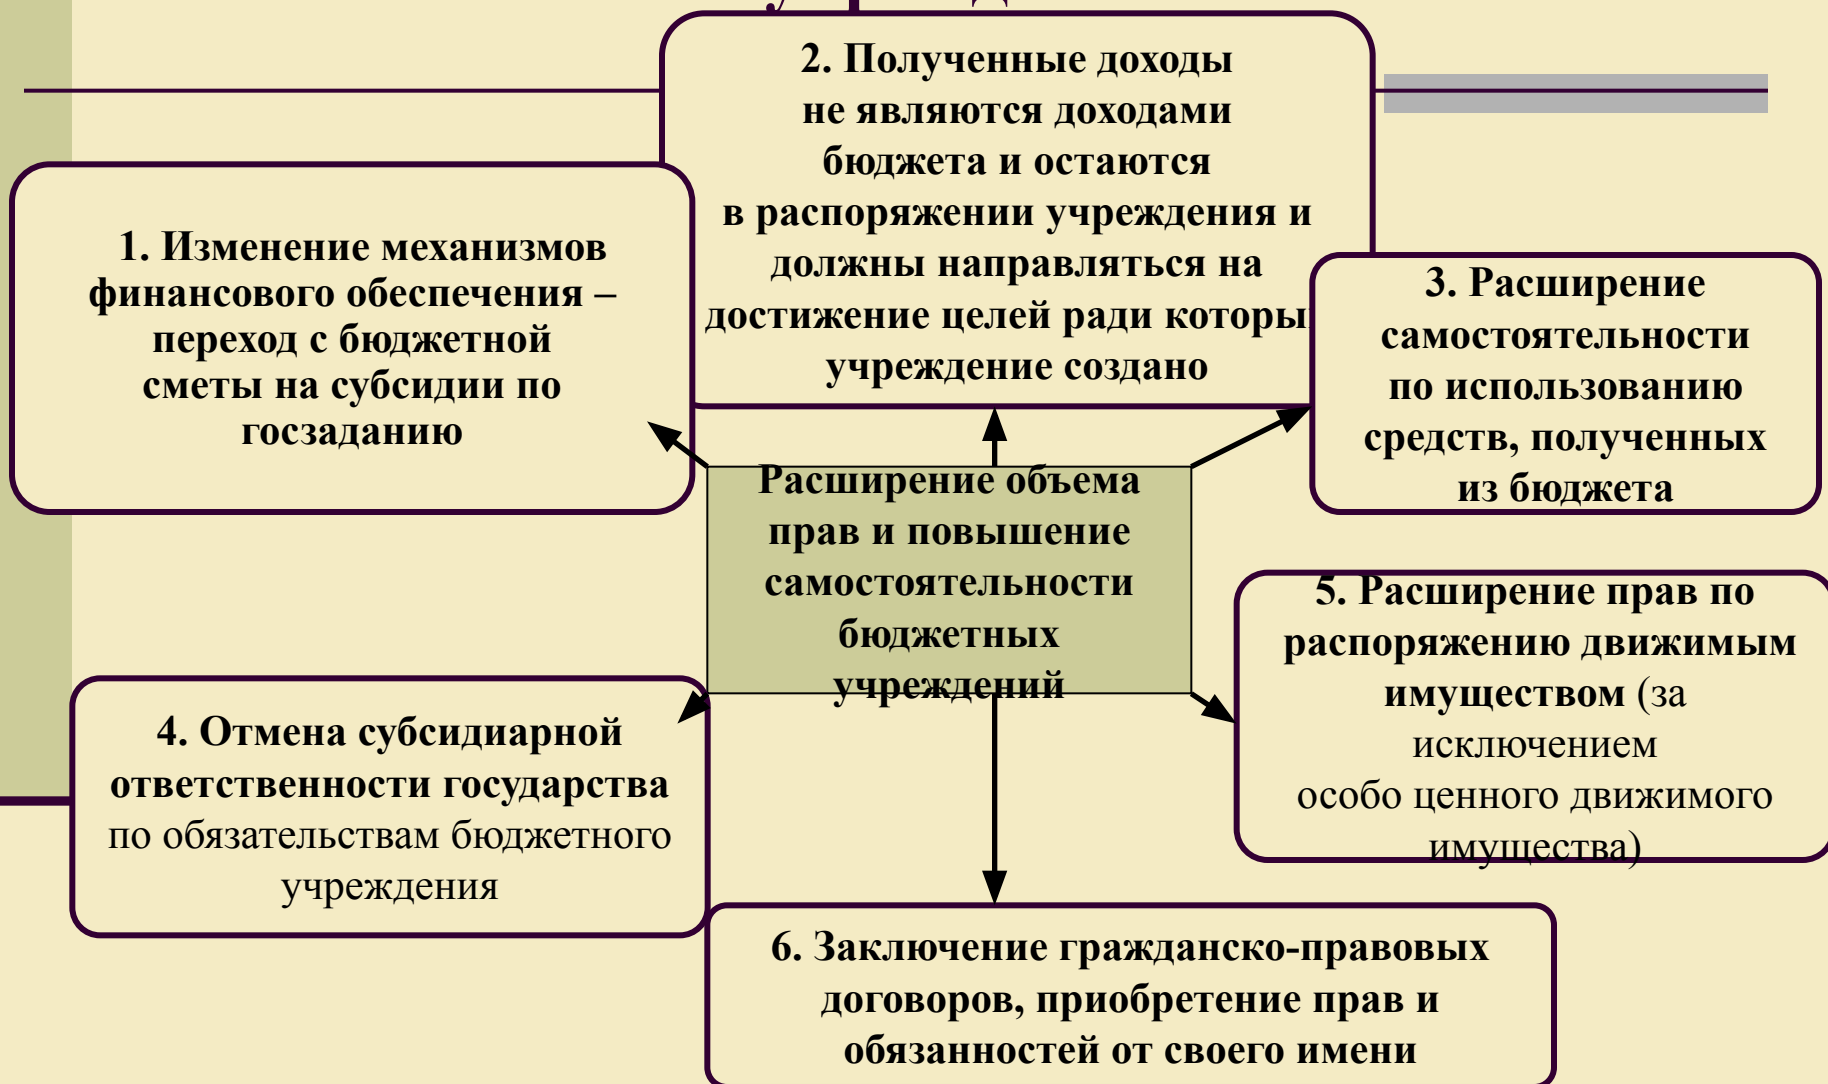 2. Полученные доходы
не являются доходами
бюджета и остаются
в распоряжении учреждения и
должны направляться на
достижение целей ради
учреждение создано
1. Изменение механизмов
финансового обеспечения –
переход с бюджетной
сметы на субсидии по
госзаданию
3. Расширение
самостоятельности
по использованию
средств, полученных
из бюджета
Расширение объема
прав и повышение
самостоятельности
бюджетных
учреждений
4. Отмена субсидиарной
ответственности государства
по обязательствам бюджетного
учреждения
5. Расширение прав по
распоряжению движимым
имуществом (за
исключением
особо ценного движимого
имущества)
6. Заключение гражданско-правовых
договоров, приобретение прав и
обязанностей от своего имени